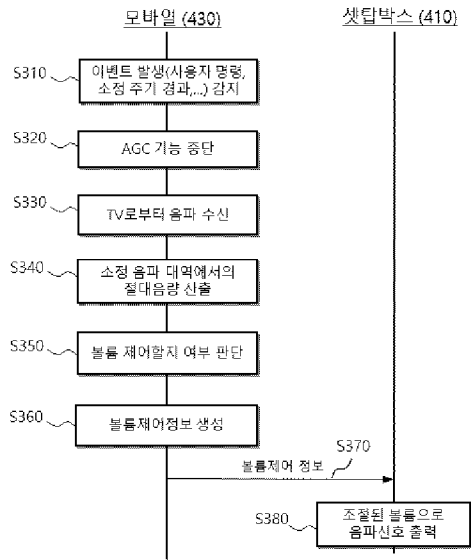 모바일 (430)
셋탑박스 (410)
S310
이벤트 발생(사용자 명령,
소정 주기 경과,...) 감지
S320
AGC 기능 중단
S330
TV로부터 음파 수신
S340
소정 음파 대역에서의
절대음량 산출
S350
볼륨 제어할지 여부 판단
S360
볼륨제어정보 생성
S370
볼륨제어 정보
S380
조절된 볼륨으로
음파신호 출력